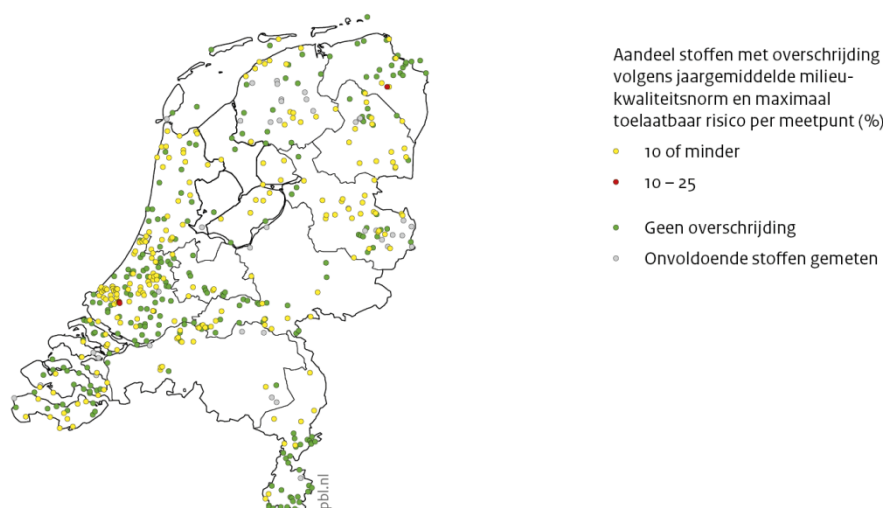 Aandeel stoffen met overschrijding
volgens jaargemiddelde milieu-
kwaliteitsnorm en maximaal
toelaatbaar risico per meetpunt (%)
10 of minder
10 – 25
Geen overschrijding
Onvoldoende stoffen gemeten
pbl.nl